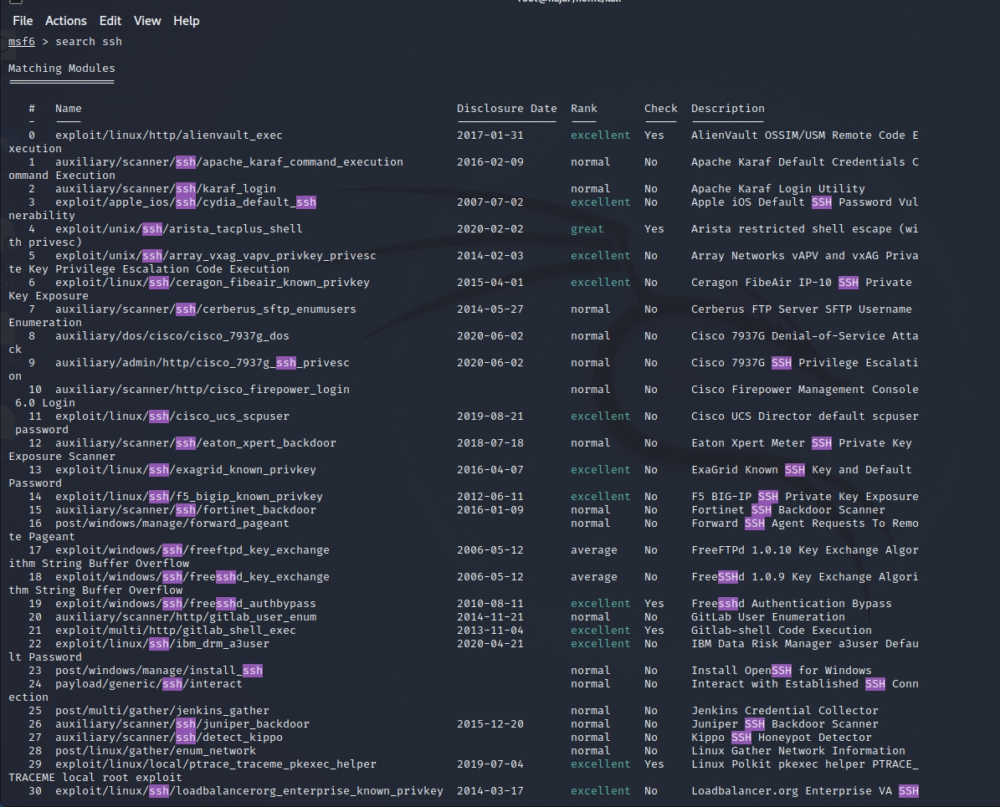 File Actions Edit View Help
msf6 > search ssh
Matching Modules
================
# Name Disclosure Date Rank Check Description
- ---- --------------- ---- ----- -----------
0 exploit/linux/http/alienvault_exec 2017-01-31 excellent Yes AlienVault OSSIM/USM Remote Code E
xecution
1 auxiliary/scanner/ssh/apache_karaf_command_execution 2016-02-09 normal No Apache Karaf Default Credentials C
ommand Execution
2 auxiliary/scanner/ssh/karaf_login normal No Apache Karaf Login Utility
3 exploit/apple_ios/ssh/cydia_default_ssh 2007-07-02 excellent No Apple iOS Default SSH Password Vul
nerability
4 exploit/unix/ssh/arista_tacplus_shell 2020-02-02 great Yes Arista restricted shell escape (wi
th privesc)
5 exploit/unix/ssh/array_vxag_vapv_privkey_privesc 2014-02-03 excellent No Array Networks vAPV and vxAG Priva
te Key Privilege Escalation Code Execution
6 exploit/linux/ssh/ceragon_fibeair_known_privkey 2015-04-01 excellent No Ceragon FibeAir IP-10 SSH Private
Key Exposure
7 auxiliary/scanner/ssh/cerberus_sftp_enumusers 2014-05-27 normal No Cerberus FTP Server SFTP Username
Enumeration
8 auxiliary/dos/cisco/cisco_7937g_dos 2020-06-02 normal No Cisco 7937G Denial-of-Service Atta
ck
9 auxiliary/admin/http/cisco_7937g_ssh_privesc 2020-06-02 normal No Cisco 7937G SSH Privilege Escalati
on
10 auxiliary/scanner/http/cisco_firepower_login normal No Cisco Firepower Management Console
6.0 Login
11 exploit/linux/ssh/cisco_ucs_scpuser 2019-08-21 excellent No Cisco UCS Director default scpuser
password
12 auxiliary/scanner/ssh/eaton_xpert_backdoor 2018-07-18 normal No Eaton Xpert Meter SSH Private Key
Exposure Scanner
13 exploit/linux/ssh/exagrid_known_privkey 2016-04-07 excellent No ExaGrid Known SSH Key and Default
Password
14 exploit/linux/ssh/f5_bigip_known_privkey 2012-06-11 excellent No F5 BIG-IP SSH Private Key Exposure
15 auxiliary/scanner/ssh/fortinet_backdoor 2016-01-09 normal No Fortinet SSH Backdoor Scanner
16 post/windows/manage/forward_pageant normal No Forward SSH Agent Requests To Remo
te Pageant
17 exploit/windows/ssh/freeftpd_key_exchange 2006-05-12 average No FreeFTPd 1.0.10 Key Exchange Algor
ithm String Buffer Overflow
18 exploit/windows/ssh/freesshd_key_exchange 2006-05-12 average No FreeSSHd 1.0.9 Key Exchange Algori
thm String Buffer Overflow
19 exploit/windows/ssh/freesshd_authbypass 2010-08-11 excellent Yes Freesshd Authentication Bypass
20 auxiliary/scanner/http/gitlab_user_enum 2014-11-21 normal No GitLab User Enumeration
21 exploit/multi/http/gitlab_shell_exec 2013-11-04 excellent Yes Gitlab-shell Code Execution
22 exploit/linux/ssh/ibm_drm_a3user 2020-04-21 excellent No IBM Data Risk Manager a3user Defau
lt Password
23 post/windows/manage/install_ssh normal No Install OpenSSH for Windows
24 payload/generic/ssh/interact normal No Interact with Established SSH Conn
ection
25 post/multi/gather/jenkins_gather normal No Jenkins Credential Collector
26 auxiliary/scanner/ssh/juniper_backdoor 2015-12-20 normal No Juniper SSH Backdoor Scanner
27 auxiliary/scanner/ssh/detect_kippo normal No Kippo SSH Honeypot Detector
28 post/linux/gather/enum_network normal No Linux Gather Network Information
29 exploit/linux/local/ptrace_traceme_pkexec_helper 2019-07-04 excellent Yes Linux Polkit pkexec helper PTRACE_
TRACEME local root exploit
30 exploit/linux/ssh/loadbalancerorg_enterprise_known_privkey 2014-03-17 excellent No Loadbalancer.org Enterprise VA SSH